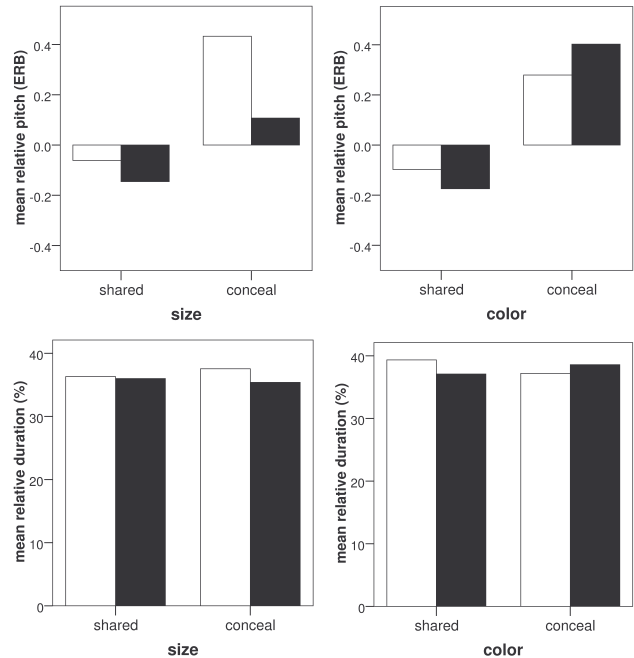 mean relative pitch (ERB)
0.4
0.2
0.0
-0.2
-0.4
shared conceal
size
mean relative pitch (ERB)
0.4
0.2
0.0
-0.2
-0.4
shared conceal
color
mean relative duration (%)
40
30
20
10
0
shared conceal
size
mean relative duration (%)
40
30
20
10
0
shared conceal
color